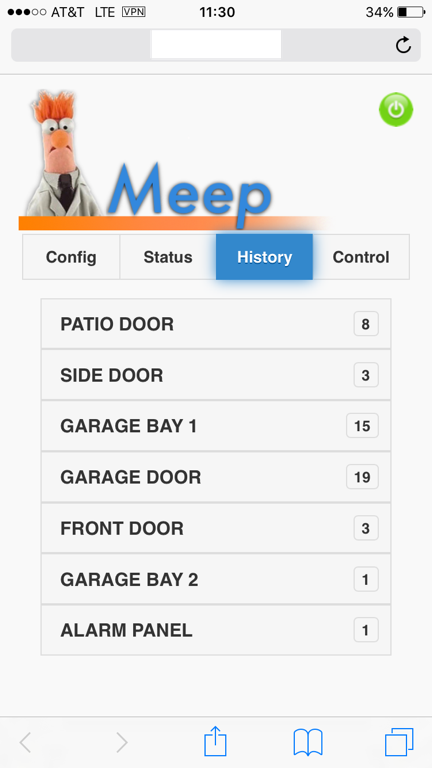 AT&T LTE VPN 11:30 34%
Meep
Config Status History Control
PATIO DOOR 8
SIDE DOOR 3
GARAGE BAY 1 15
GARAGE DOOR 19
FRONT DOOR 3
GARAGE BAY 2 1
ALARM PANEL 1